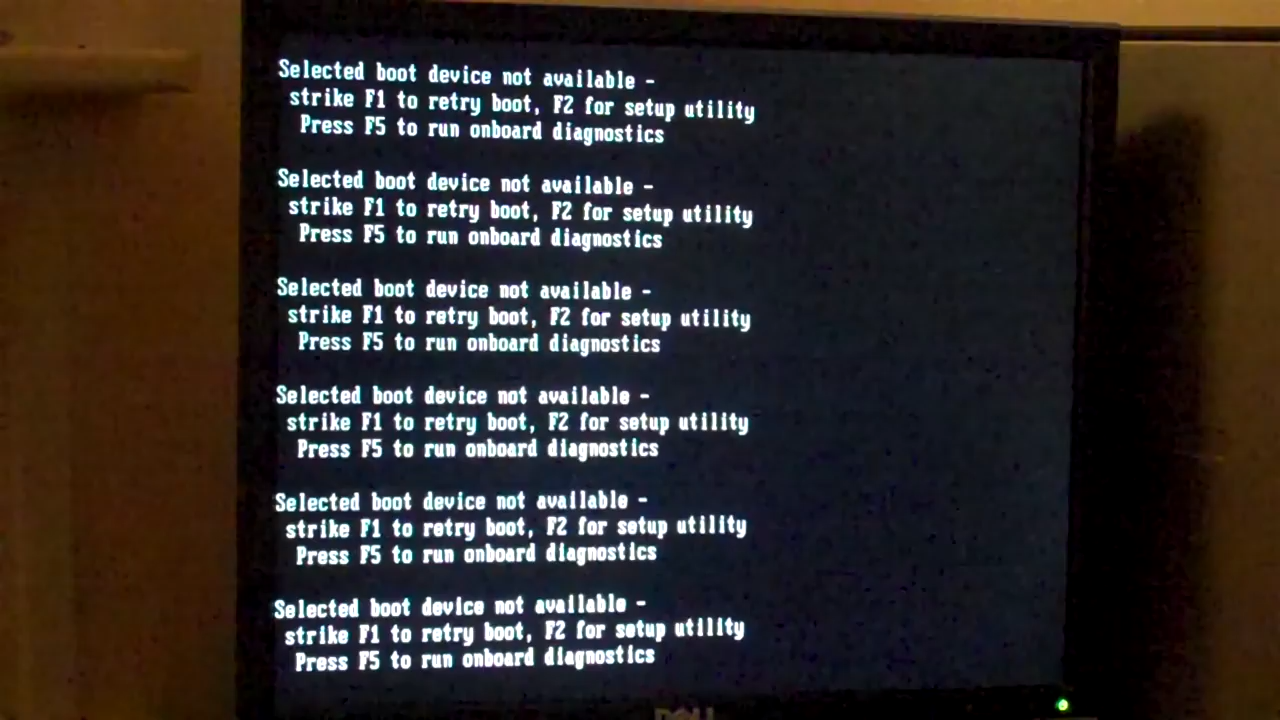 Selected boot device not available -
strike F1 to retry boot, F2 for setup utility
Press F5 to run onboard diagnostics
Selected boot device not available -
strike F1 to retry boot, F2 for setup utility
Press F5 to run onboard diagnostics
Selected boot device not available -
strike F1 to retry boot, F2 for setup utility
Press F5 to run onboard diagnostics
Selected boot device not available -
strike F1 to retry boot, F2 for setup utility
Press F5 to run onboard diagnostics
Selected boot device not available -
strike F1 to retry boot, F2 for setup utility
Press F5 to run onboard diagnostics
Selected boot device not available -
strike F1 to retry boot, F2 for setup utility
Press F5 to run onboard diagnostics
DELL